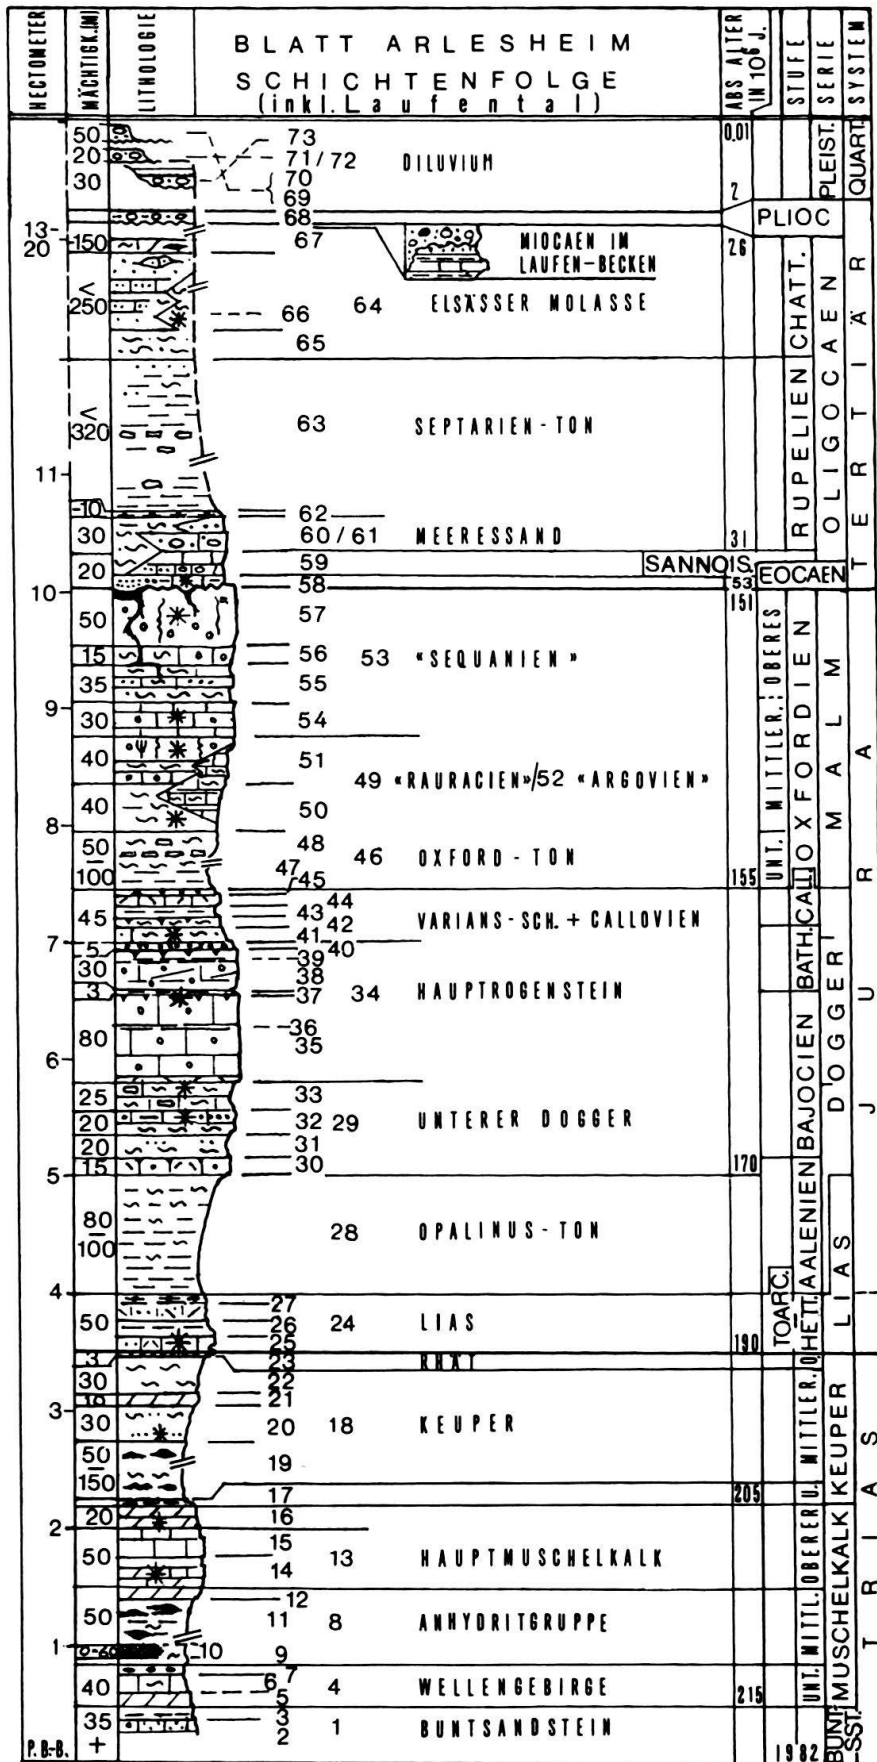 HECTOMETER
MÄCHTIGK.(M)
LITHOLOGIE
BLATT ARLESHEIM
SCHICHTENFOLGE
(inkl. Laufental)
ABS ALTER
IN 10⁶ J.
STUFE
SERIE
SYSTEM
50 73 0,01
20 71/72 DILUVIUM
30 70
69 2
68 PLIOC
13
20 150 67 MIOCAEN IM 26
LAUFEN-BECKEN
<
250 66 64 ELSÄSSER MOLASSE
65
<
320 63 SEPTARIEN-TON
11
10 62
30 60/61 MEERESSAND 31
20 59 SANNOIS.
58 53 EOCAEN
10 151
50 57
15 56 53 «SEQUANIEN»
35 55
9
30 54
40 51
49 «RAURACIEN»/52 «ARGOVIEN»
40 50
8
50 48
– 47 46 OXFORD-TON
100 45 155
44
45 43 42 VARIANS-SCH. + CALLOVIEN
7 41 40
5 39
30 38
3 37 34 HAUPTROGENSTEIN
36
80 35
6
25 33
20 32 29 UNTERER DOGGER
20 31
15 30 170
5
80
– 28 OPALINUS-TON
100
4
27
50 26 24 LIAS
25 190
3 23 RHÄT
30 22
10 21
3
30 20 18 KEUPER
50
– 19
150
17 205
20 16
2
15
50 13 HAUPTMUSCHELKALK
14
12
50 11 8 ANHYDRITGRUPPE
1
0-60 10 9
7
40 6 4 WELLENGEBIRGE
5 215
35 3 1 BUNTSANDSTEIN
+ 2
P.B-B. 1982
CHATT.
RUPELIEN
OBERES
MITTLER.
UNT.
OXFORDIEN
CALL
BATH.
BAJOCIEN
AALENIEN
TOARC.
–
HETT.
O.
MITTLER.
U.
OBERER
MITTL.
UNT.
PLEIST.
OLIGOCAEN
MALM
DOGGER
LIAS
KEUPER
MUSCHELKALK
BUNT-
SST.
QUART.
TERTIÄR
JURA
TRIAS